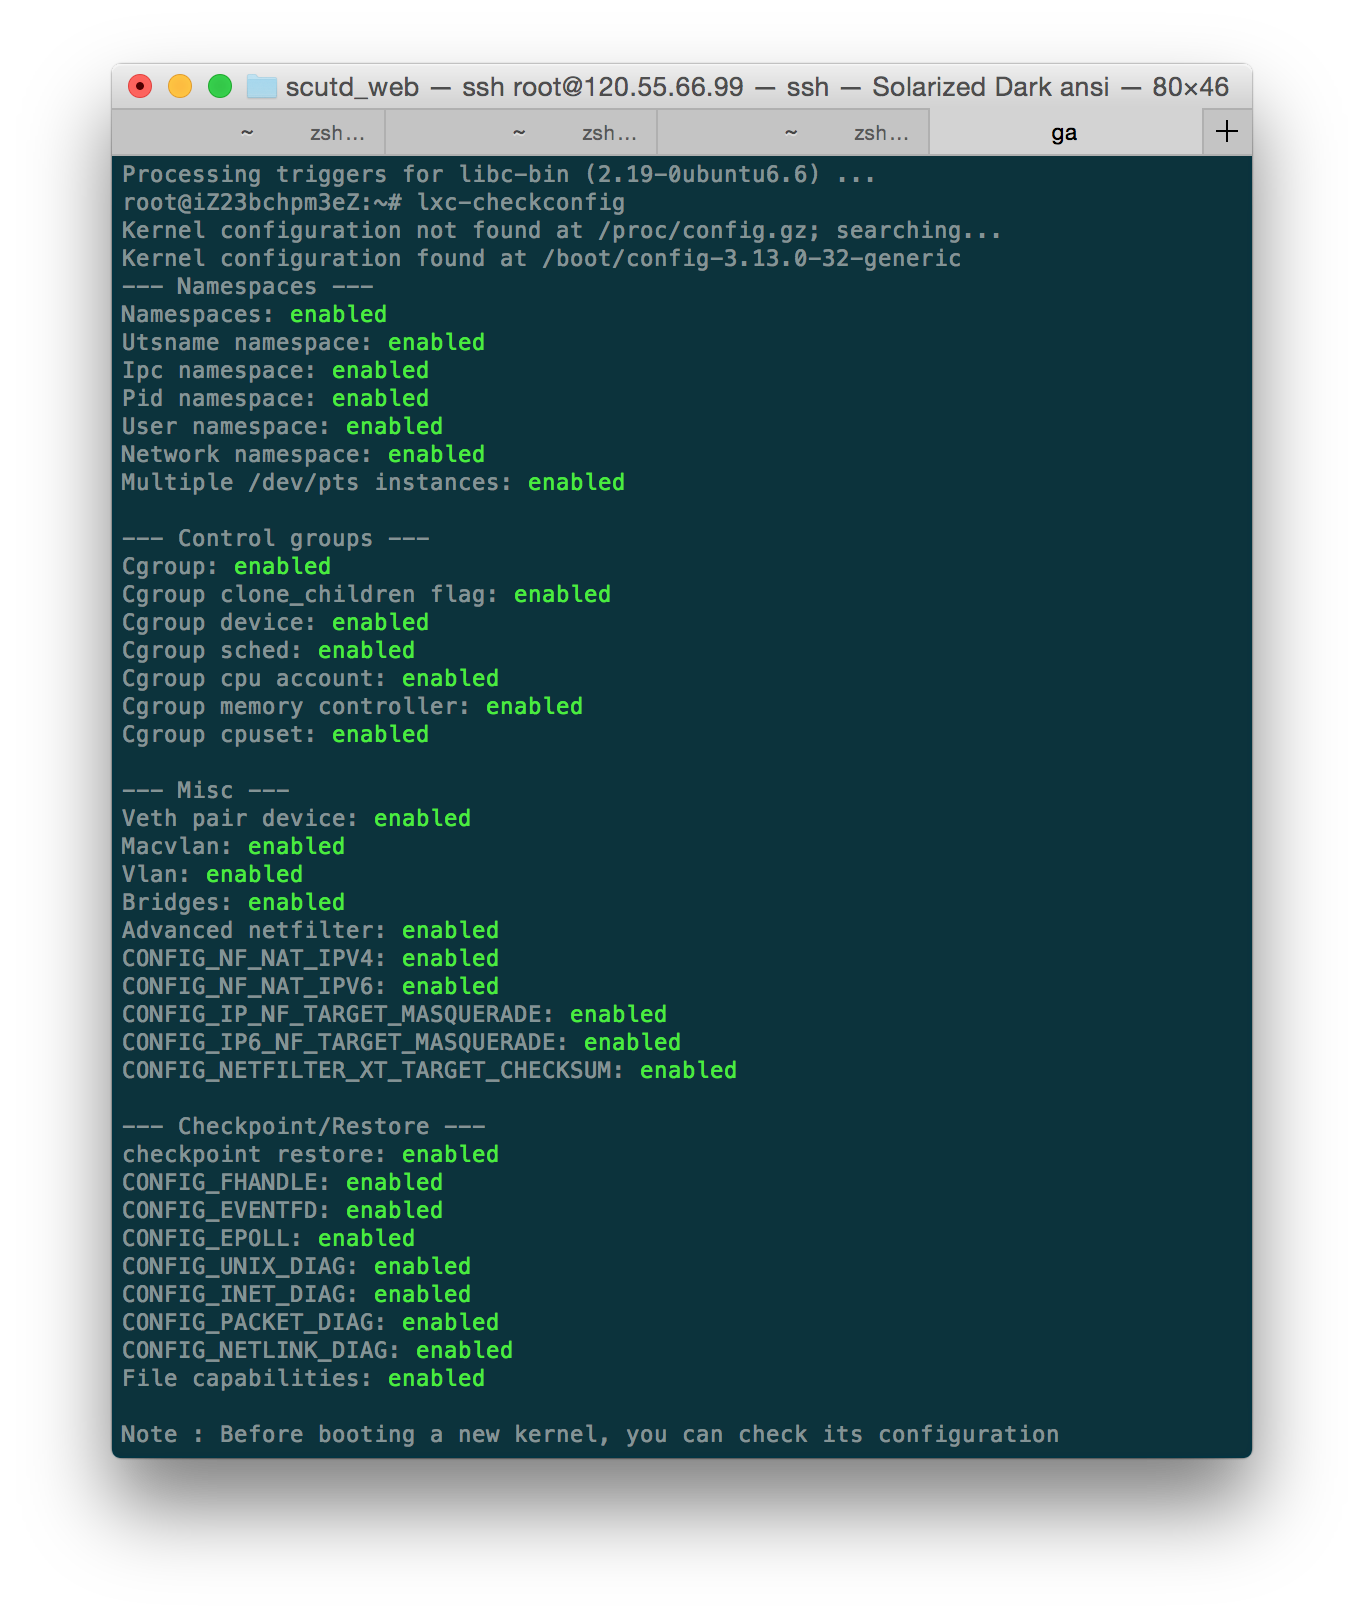 scutd_web — ssh root@120.55.66.99 — ssh — Solarized Dark ansi — 80×46
~ zsh... ~ zsh... ~ zsh... ga +
Processing triggers for libc-bin (2.19-0ubuntu6.6) ...
root@iZ23bchpm3eZ:~# lxc-checkconfig
Kernel configuration not found at /proc/config.gz; searching...
Kernel configuration found at /boot/config-3.13.0-32-generic
--- Namespaces ---
Namespaces: enabled
Utsname namespace: enabled
Ipc namespace: enabled
Pid namespace: enabled
User namespace: enabled
Network namespace: enabled
Multiple /dev/pts instances: enabled
--- Control groups ---
Cgroup: enabled
Cgroup clone_children flag: enabled
Cgroup device: enabled
Cgroup sched: enabled
Cgroup cpu account: enabled
Cgroup memory controller: enabled
Cgroup cpuset: enabled
--- Misc ---
Veth pair device: enabled
Macvlan: enabled
Vlan: enabled
Bridges: enabled
Advanced netfilter: enabled
CONFIG_NF_NAT_IPV4: enabled
CONFIG_NF_NAT_IPV6: enabled
CONFIG_IP_NF_TARGET_MASQUERADE: enabled
CONFIG_IP6_NF_TARGET_MASQUERADE: enabled
CONFIG_NETFILTER_XT_TARGET_CHECKSUM: enabled
--- Checkpoint/Restore ---
checkpoint restore: enabled
CONFIG_FHANDLE: enabled
CONFIG_EVENTFD: enabled
CONFIG_EPOLL: enabled
CONFIG_UNIX_DIAG: enabled
CONFIG_INET_DIAG: enabled
CONFIG_PACKET_DIAG: enabled
CONFIG_NETLINK_DIAG: enabled
File capabilities: enabled
Note : Before booting a new kernel, you can check its configuration